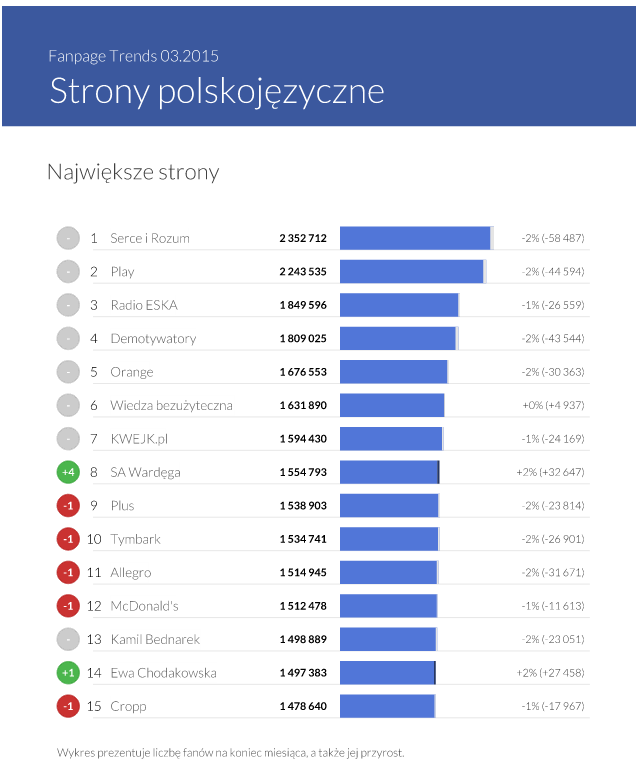 Fanpage Trends 03.2015
Strony polskojęzyczne
Największe strony
- 1 Serce i Rozum 2 352 712 -2% (-58 487)
- 2 Play 2 243 535 -2% (-44 594)
- 3 Radio ESKA 1 849 596 -1% (-26 559)
- 4 Demotywatory 1 809 025 -2% (-43 544)
- 5 Orange 1 676 553 -2% (-30 363)
- 6 Wiedza bezużyteczna 1 631 890 +0% (+4 937)
- 7 KWEJK.pl 1 594 430 -1% (-24 169)
+4 8 SA Wardęga 1 554 793 +2% (+32 647)
-1 9 Plus 1 538 903 -2% (-23 814)
-1 10 Tymbark 1 534 741 -2% (-26 901)
-1 11 Allegro 1 514 945 -2% (-31 671)
-1 12 McDonald's 1 512 478 -1% (-11 613)
- 13 Kamil Bednarek 1 498 889 -2% (-23 051)
+1 14 Ewa Chodakowska 1 497 383 +2% (+27 458)
-1 15 Cropp 1 478 640 -1% (-17 967)
Wykres prezentuje liczbę fanów na koniec miesiąca, a także jej przyrost.